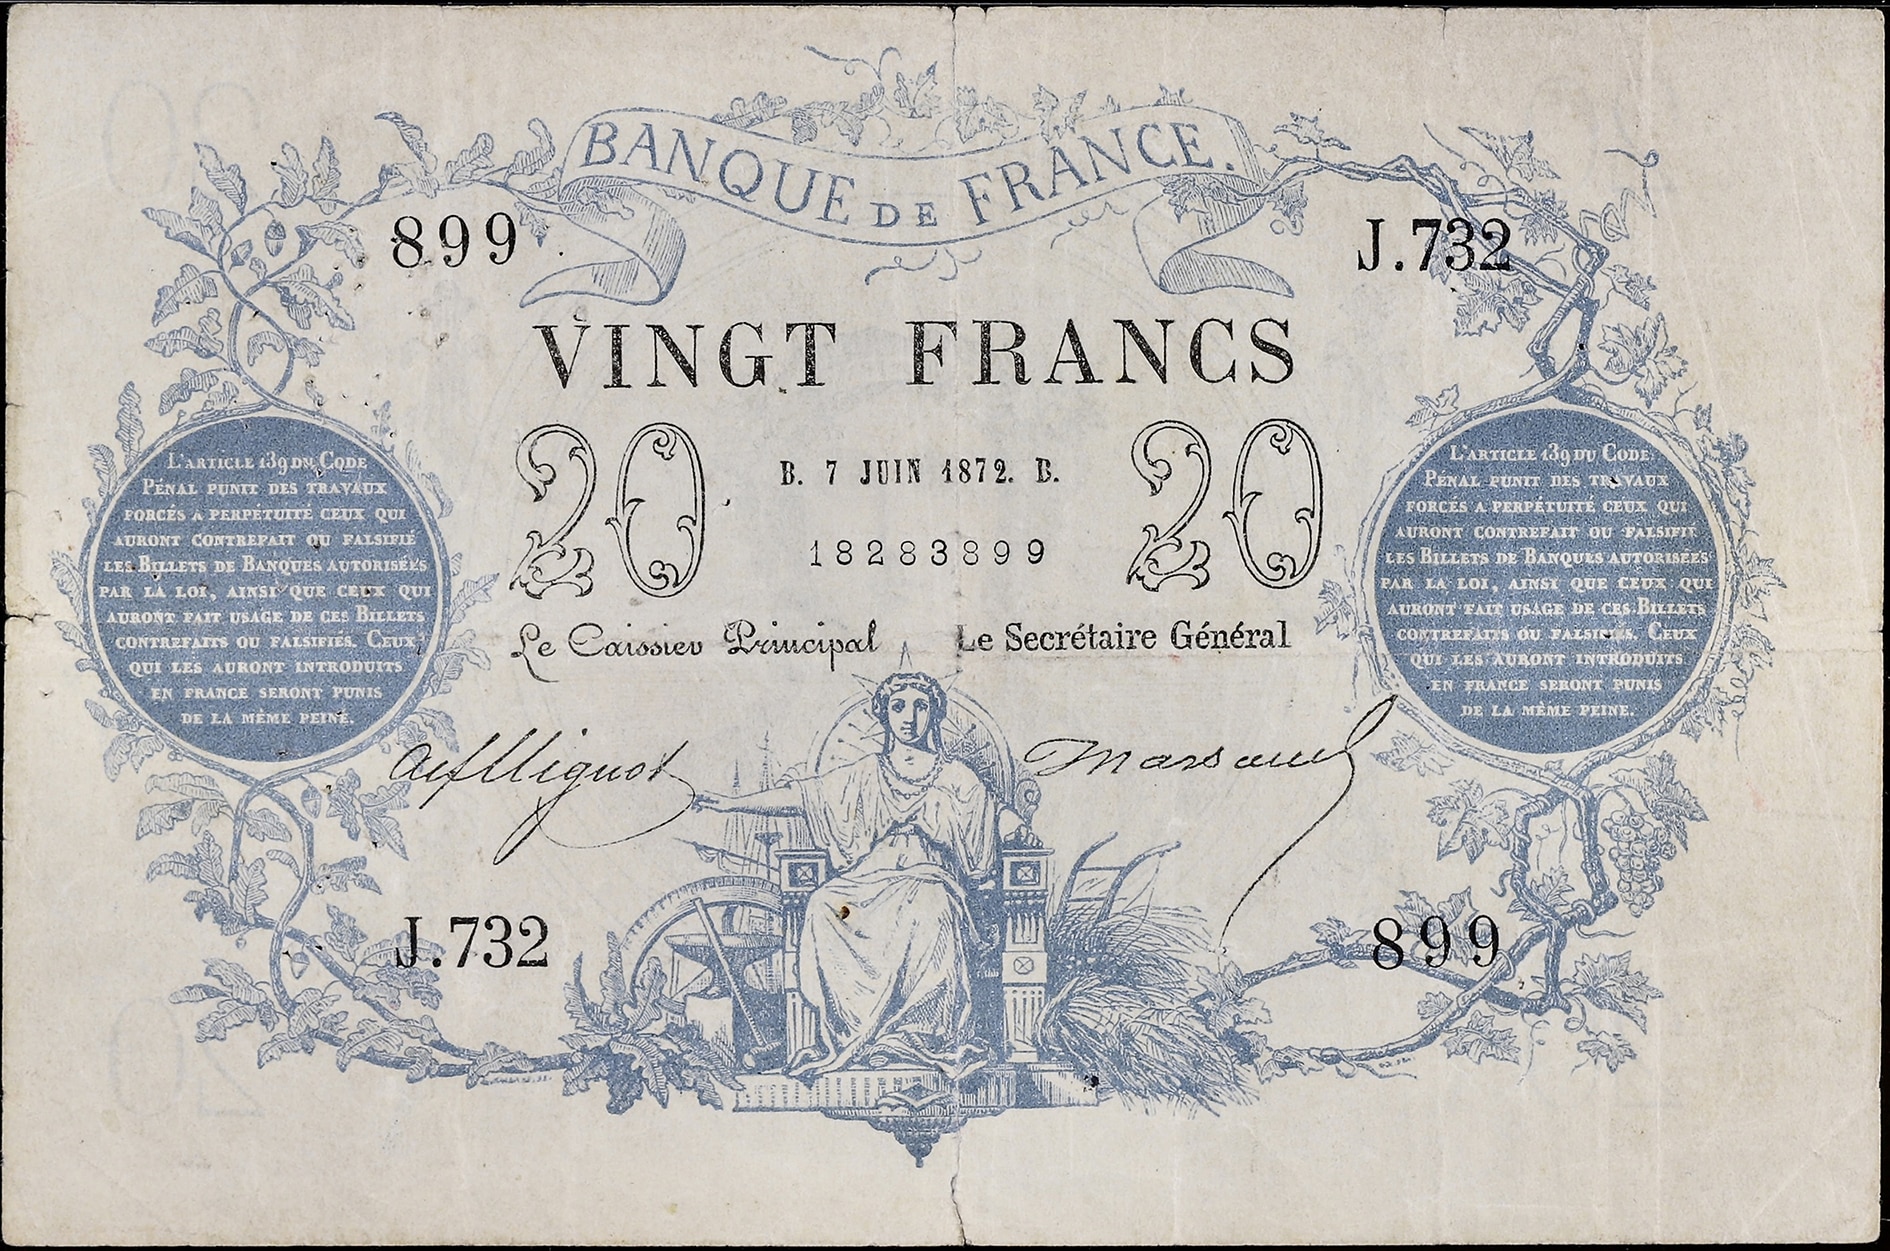 BANQUE DE FRANCE.
899
J.732
VINGT FRANCS
20
B. 7 JUIN 1872. D.
20
18283899
Le Caissier Principal
Le Secrétaire Général
L'ARTICLE 139 DU CODE
PÉNAL PUNIT DES TRAVAUX
FORCÉS A PERPÉTUITÉ CEUX QUI
AURONT CONTREFAIT OU FALSIFIÉ
LES BILLETS DE BANQUES AUTORISÉES
PAR LA LOI, AINSI QUE CEUX QUI
AURONT FAIT USAGE DE CES BILLETS
CONTREFAITS OU FALSIFIÉS. CEUX
QUI LES AURONT INTRODUITS
EN FRANCE SERONT PUNIS
DE LA MÊME PEINE.
L'ARTICLE 139 DU CODE
PÉNAL PUNIT DES TRAVAUX
FORCÉS A PERPÉTUITÉ CEUX QUI
AURONT CONTREFAIT OU FALSIFIÉ
LES BILLETS DE BANQUES AUTORISÉES
PAR LA LOI, AINSI QUE CEUX QUI
AURONT FAIT USAGE DE CES BILLETS
CONTREFAITS OU FALSIFIÉS. CEUX
QUI LES AURONT INTRODUITS
EN FRANCE SERONT PUNIS
DE LA MÊME PEINE.
Marsaud
J.732
899